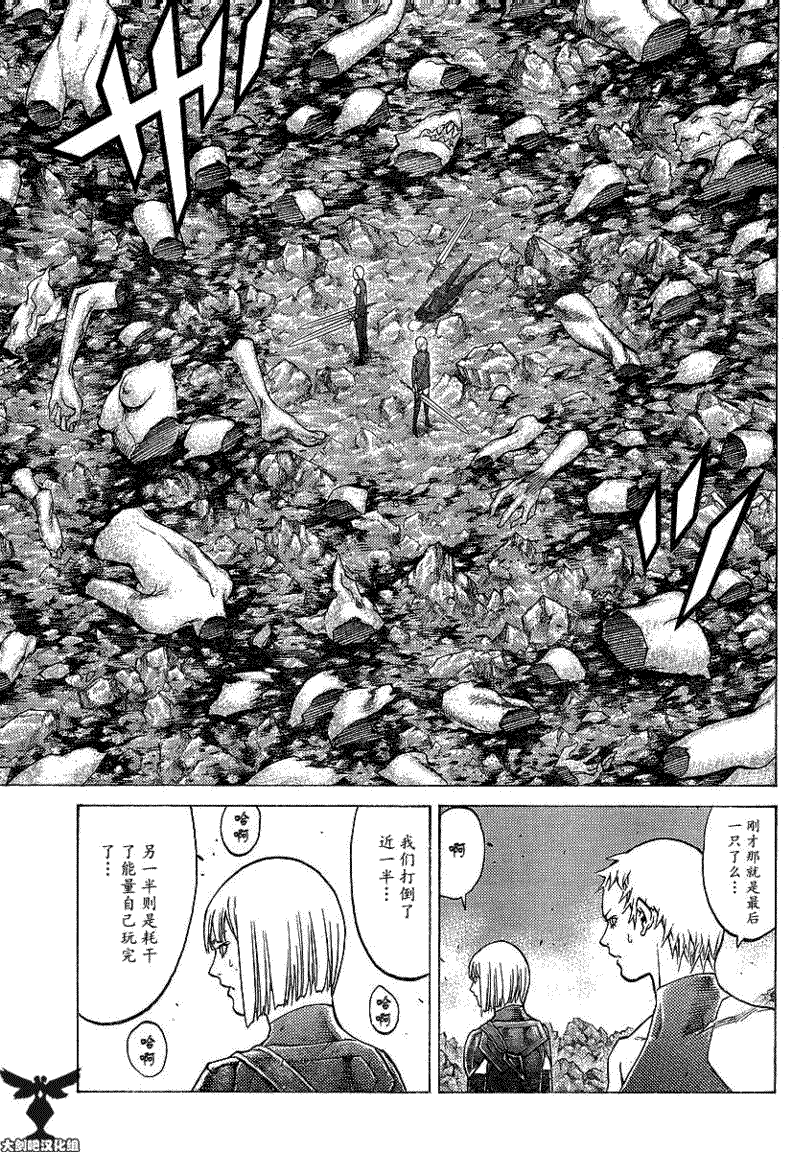 ザ
ザ
刚才那就是最后
一只了么…
啊
我们打倒了
近一半…
哈
啊
另一半则是耗干
了能量自己玩完
了…
哈
啊
哈
啊
大剑吧汉化组